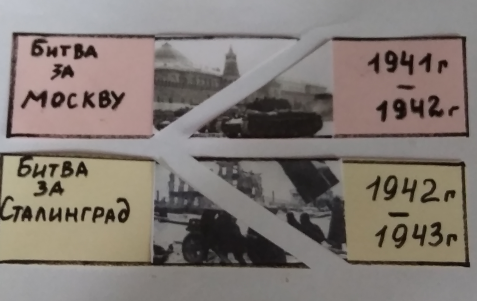 БИТВА
ЗА
МОСКВУ
1941г
–
1942г
БИТВА
ЗА
СТАЛИНГРАД
1942г
–
1943г